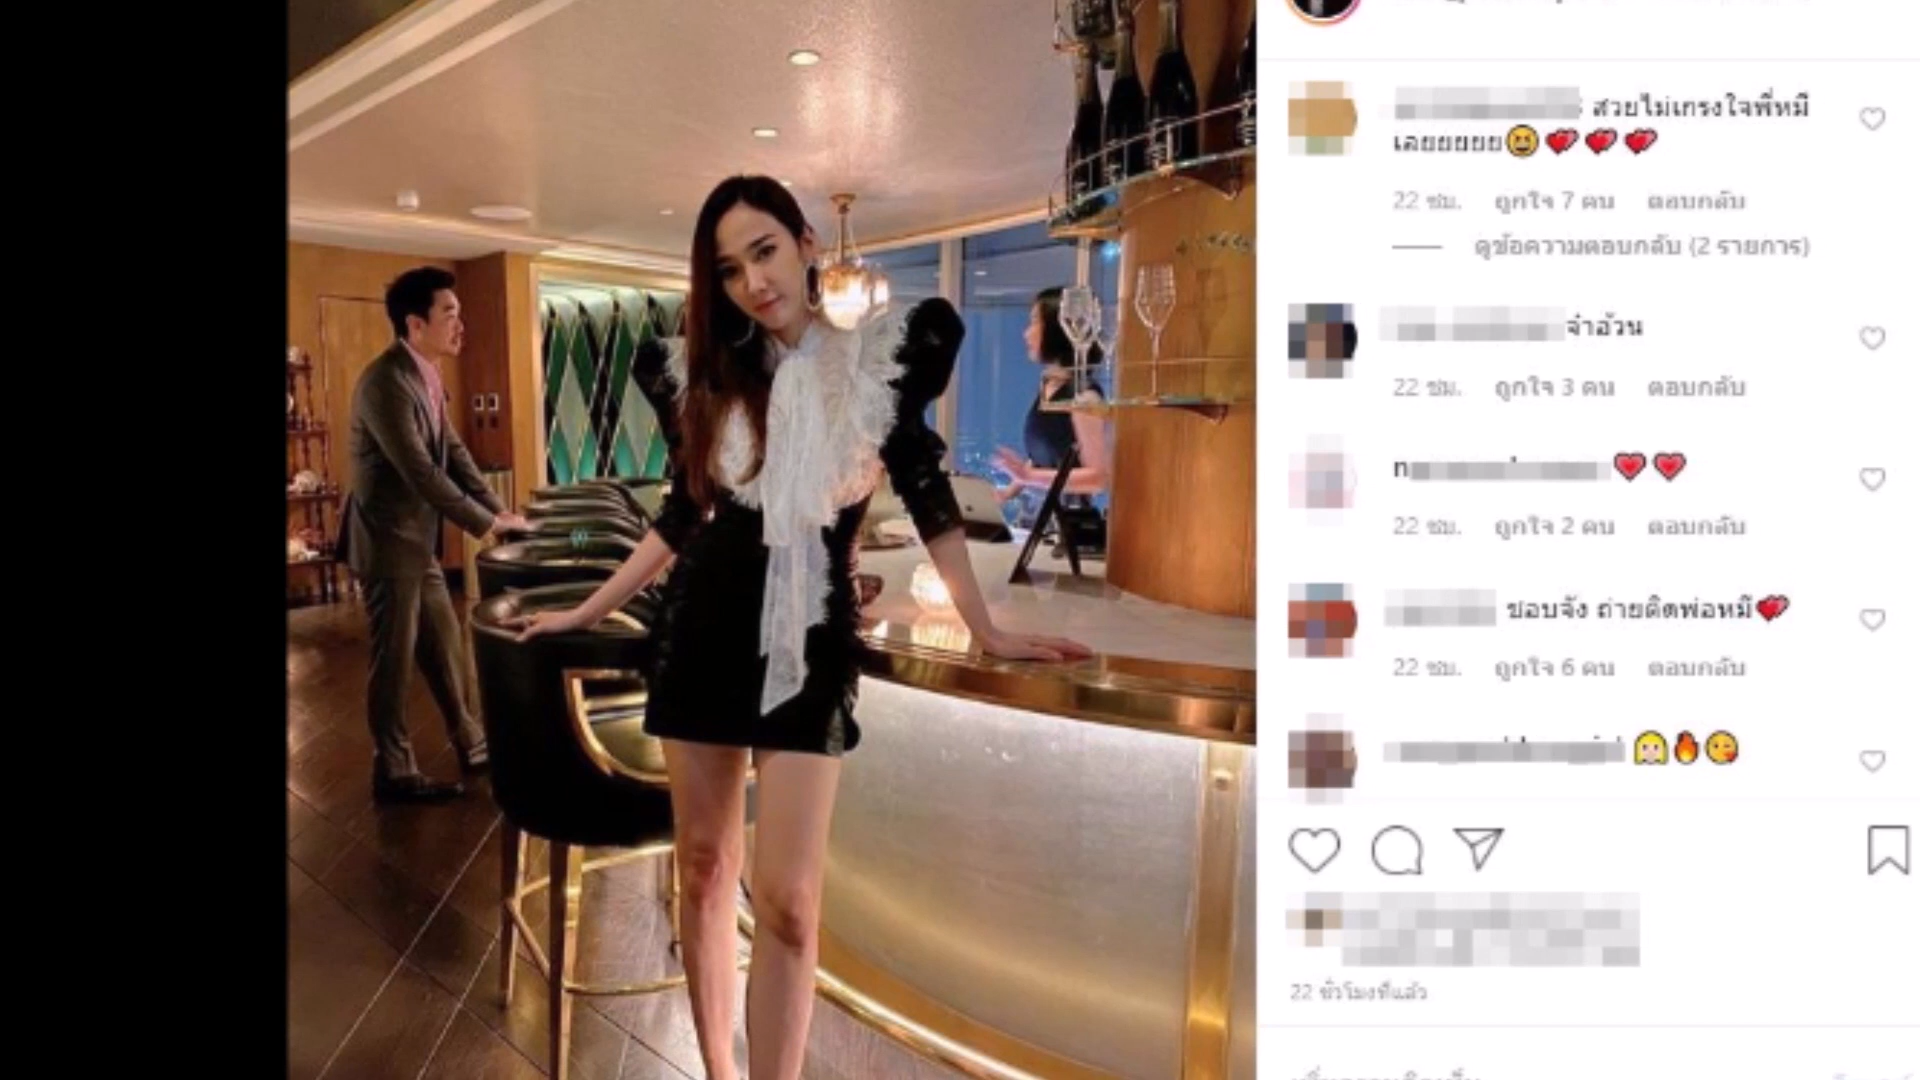 สวยไม่เกรงใจพี่หมี
เลยยยยย😆💕💕💕
22 ชม. ถูกใจ 7 คน ตอบกลับ
ดูข้อความตอบกลับ (2 รายการ)
จ๋าอ้วน
22 ชม. ถูกใจ 3 คน ตอบกลับ
❤️❤️
22 ชม. ถูกใจ 2 คน ตอบกลับ
ชอบจัง ถ่ายติดพ่อหมี💕
22 ชม. ถูกใจ 6 คน ตอบกลับ
👸🔥😘
22 ชั่วโมงที่แล้ว